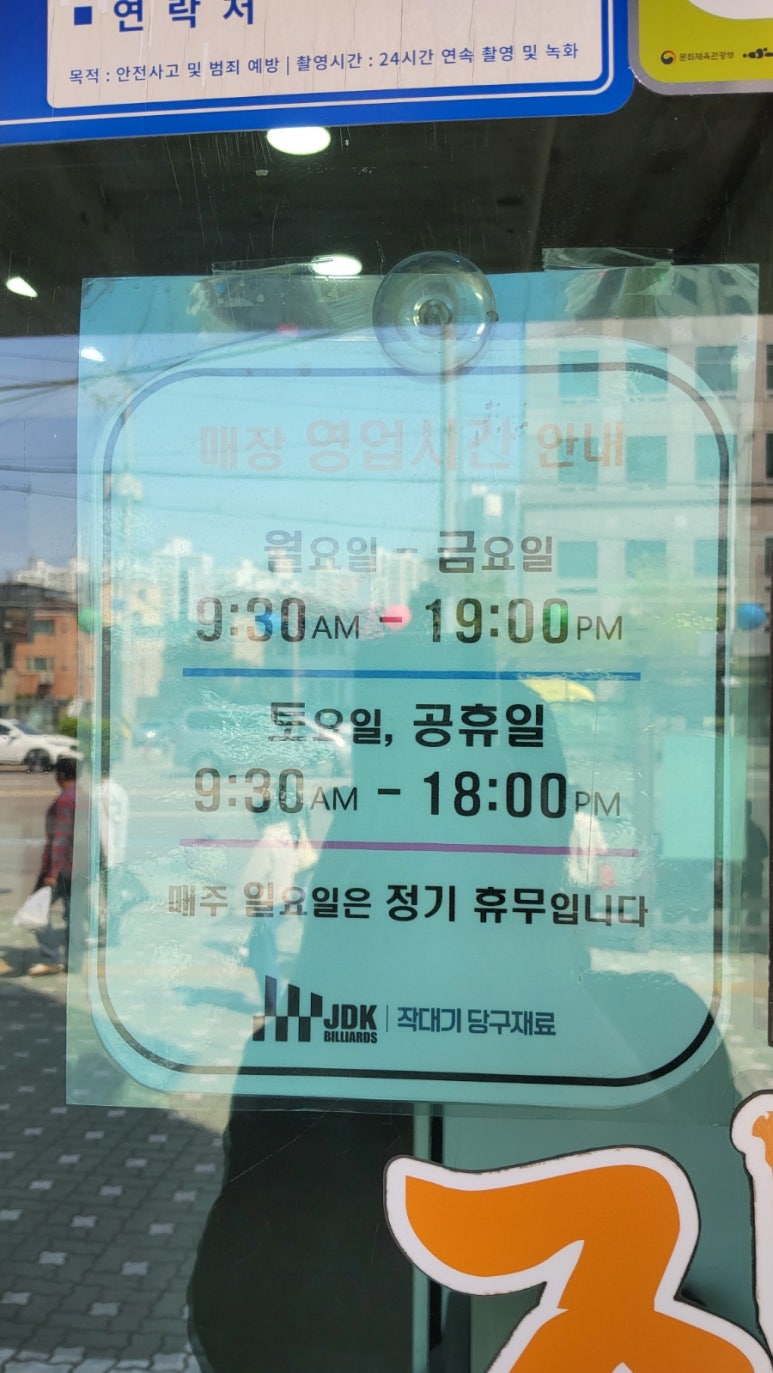 ■ 연 락 처
목적 : 안전사고 및 범죄 예방 | 촬영시간 : 24시간 연속 촬영 및 녹화
문화체육관광부
매장 영업시간 안내
월요일 - 금요일
9:30AM - 19:00PM
토요일, 공휴일
9:30AM - 18:00PM
매주 일요일은 정기 휴무입니다
JDK BILLIARDS | 작대기 당구재료